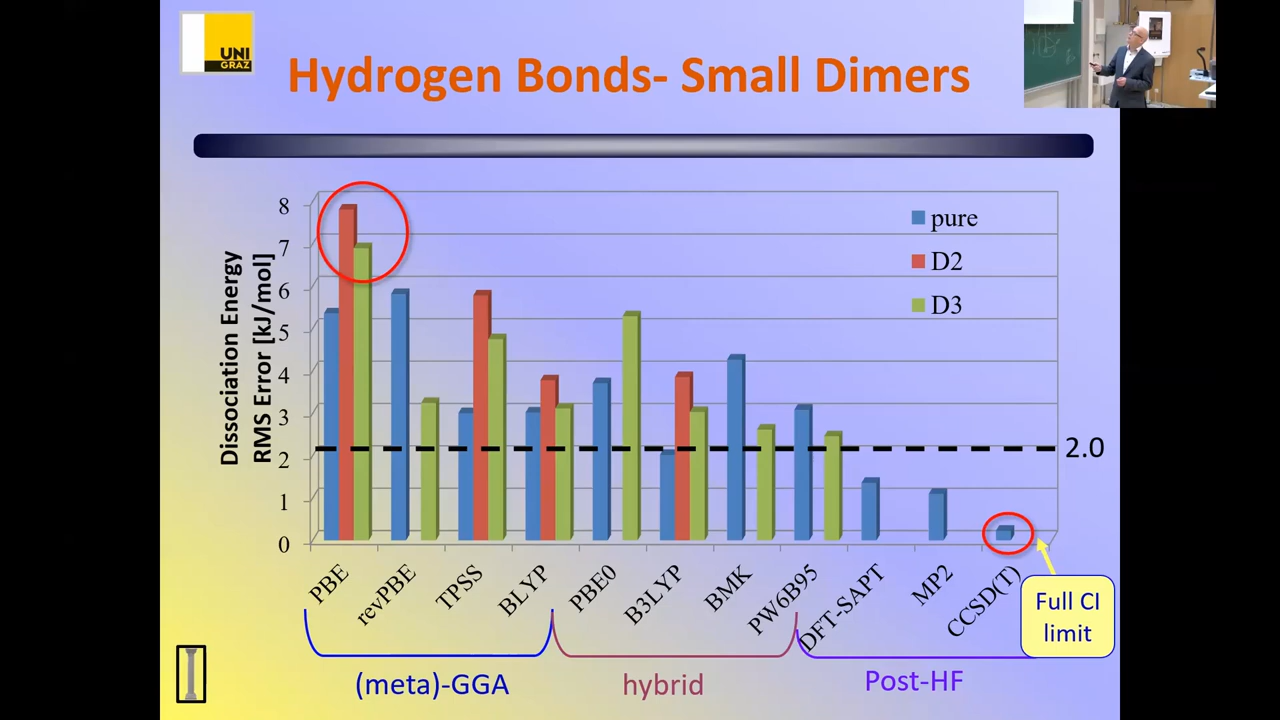 UNI
GRAZ
Hydrogen Bonds- Small Dimers
Dissociation Energy
RMS Error [kJ/mol]
8
7
6
5
4
3
2
1
0
pure
D2
D3
2.0
PBE
revPBE
TPSS
BLYP
PBE0
B3LYP
BMK
PW6B95
DFT-SAPT
MP2
CCSD(T)
Full CI
limit
(meta)-GGA
hybrid
Post-HF